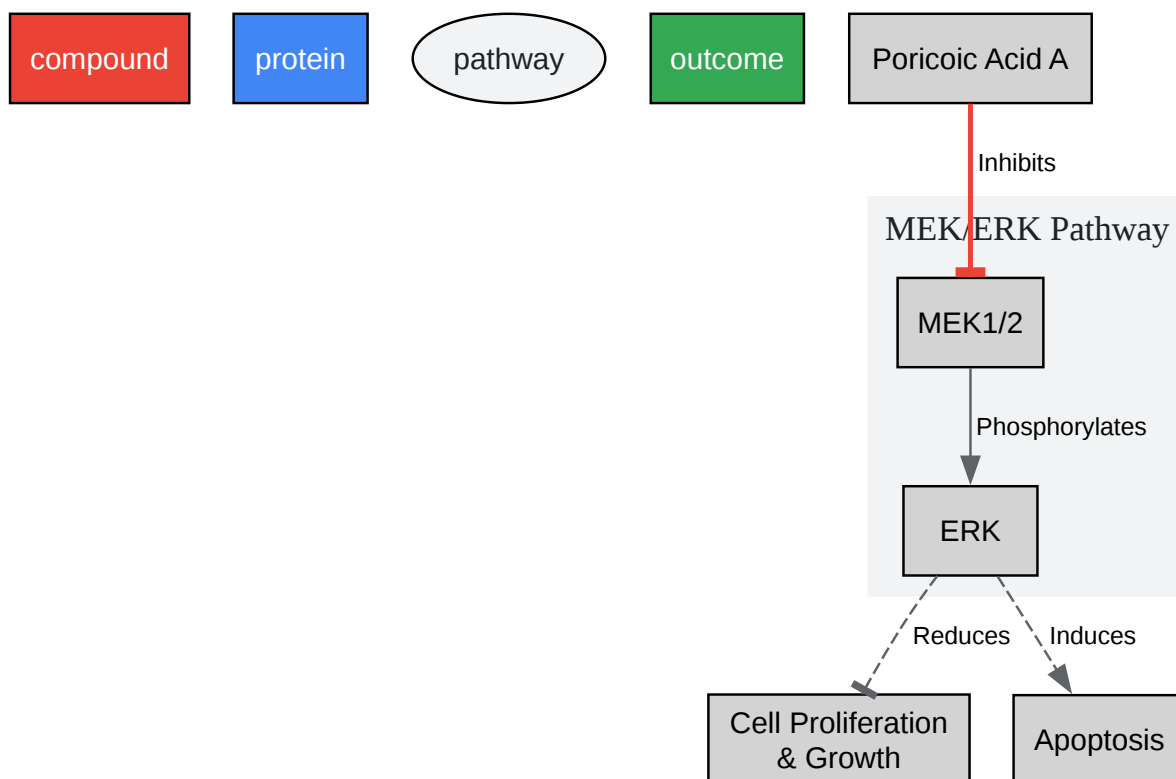 compound
protein
pathway
outcome
Poricoic Acid A
Inhibits
MEK/ERK Pathway
MEK1/2
Phosphorylates
ERK
Reduces
Induces
Cell Proliferation
& Growth
Apoptosis